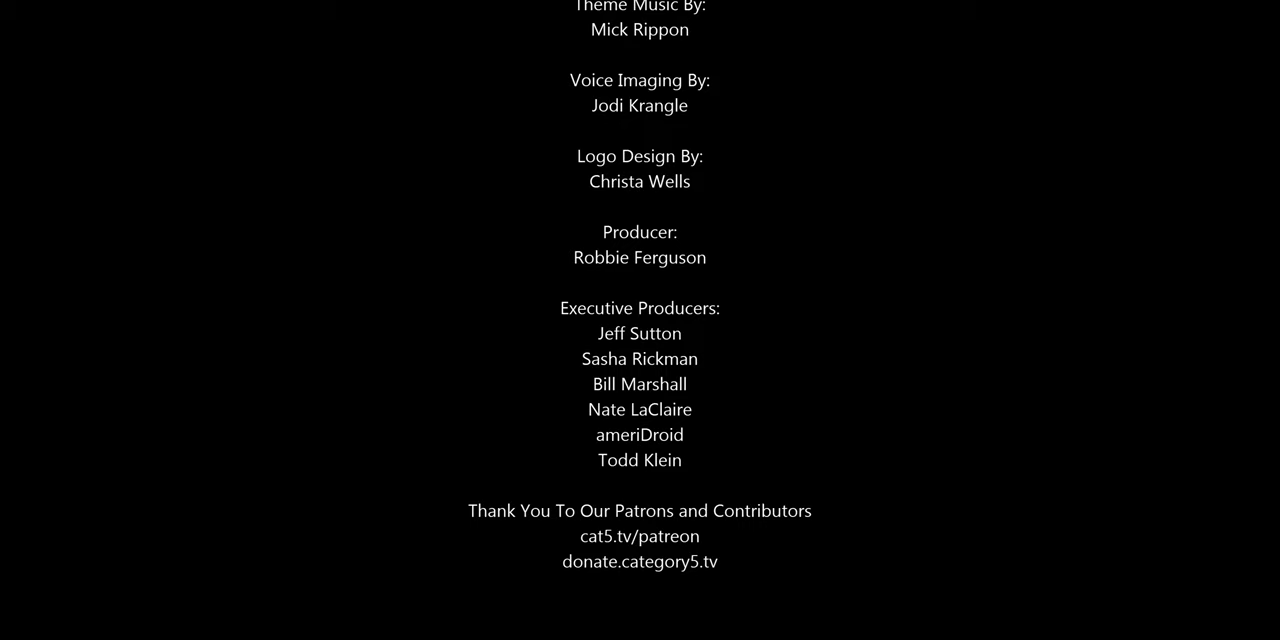 Theme Music By:
Mick Rippon
Voice Imaging By:
Jodi Krangle
Logo Design By:
Christa Wells
Producer:
Robbie Ferguson
Executive Producers:
Jeff Sutton
Sasha Rickman
Bill Marshall
Nate LaClaire
ameriDroid
Todd Klein
Thank You To Our Patrons and Contributors
cat5.tv/patreon
donate.category5.tv